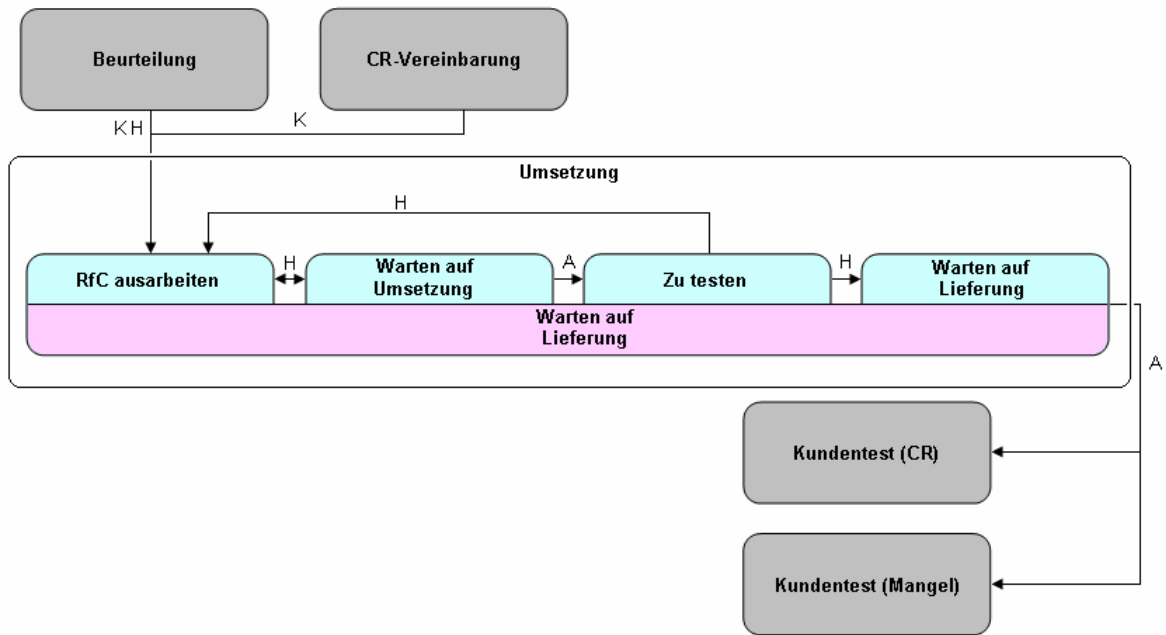 Beurteilung
CR-Vereinbarung
K H
K
Umsetzung
H
RfC ausarbeiten
H
Warten auf
Umsetzung
A
Zu testen
H
Warten auf
Lieferung
Warten auf
Lieferung
A
Kundentest (CR)
Kundentest (Mangel)